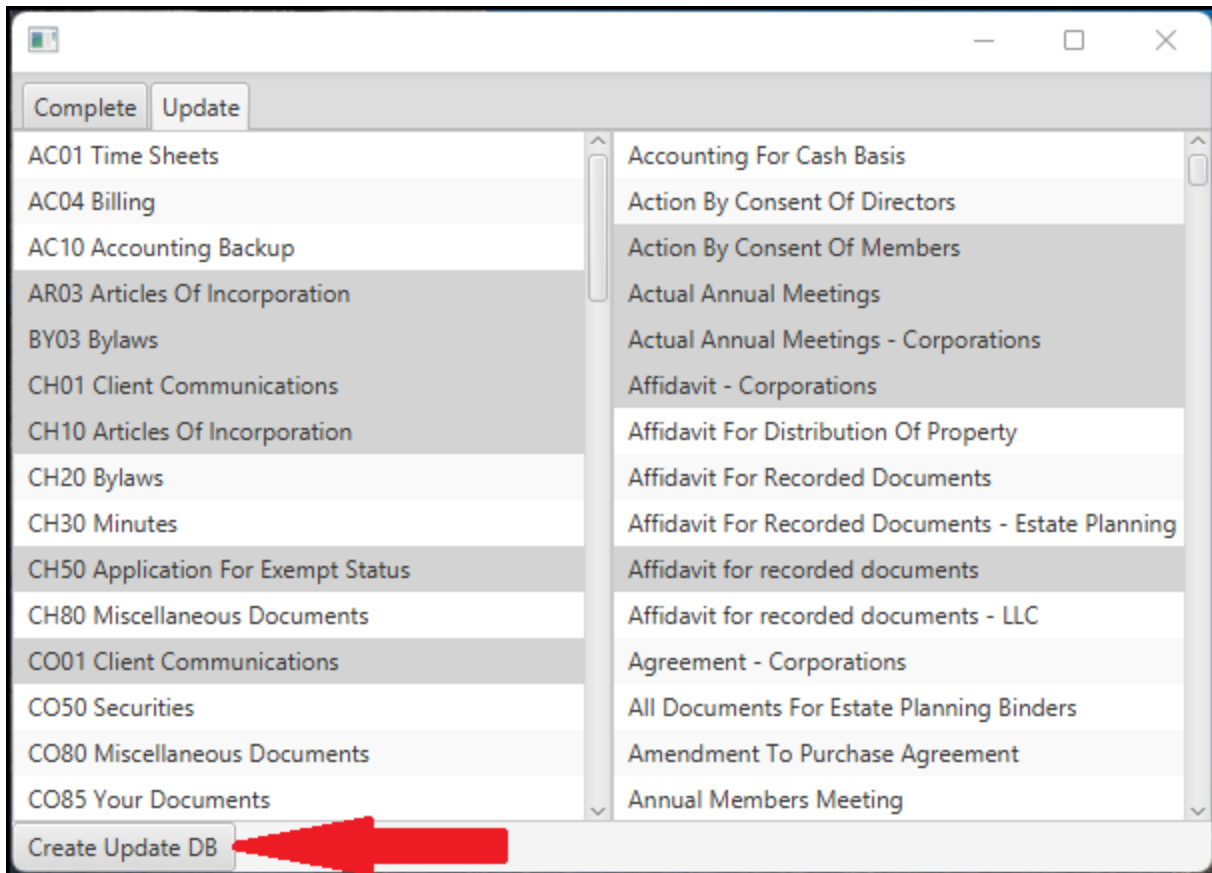 Complete Update
AC01 Time Sheets
AC04 Billing
AC10 Accounting Backup
AR03 Articles Of Incorporation
BY03 Bylaws
CH01 Client Communications
CH10 Articles Of Incorporation
CH20 Bylaws
CH30 Minutes
CH50 Application For Exempt Status
CH80 Miscellaneous Documents
CO01 Client Communications
CO50 Securities
CO80 Miscellaneous Documents
CO85 Your Documents
Accounting For Cash Basis
Action By Consent Of Directors
Action By Consent Of Members
Actual Annual Meetings
Actual Annual Meetings - Corporations
Affidavit - Corporations
Affidavit For Distribution Of Property
Affidavit For Recorded Documents
Affidavit For Recorded Documents - Estate Planning
Affidavit for recorded documents
Affidavit for recorded documents - LLC
Agreement - Corporations
All Documents For Estate Planning Binders
Amendment To Purchase Agreement
Annual Members Meeting
Create Update DB